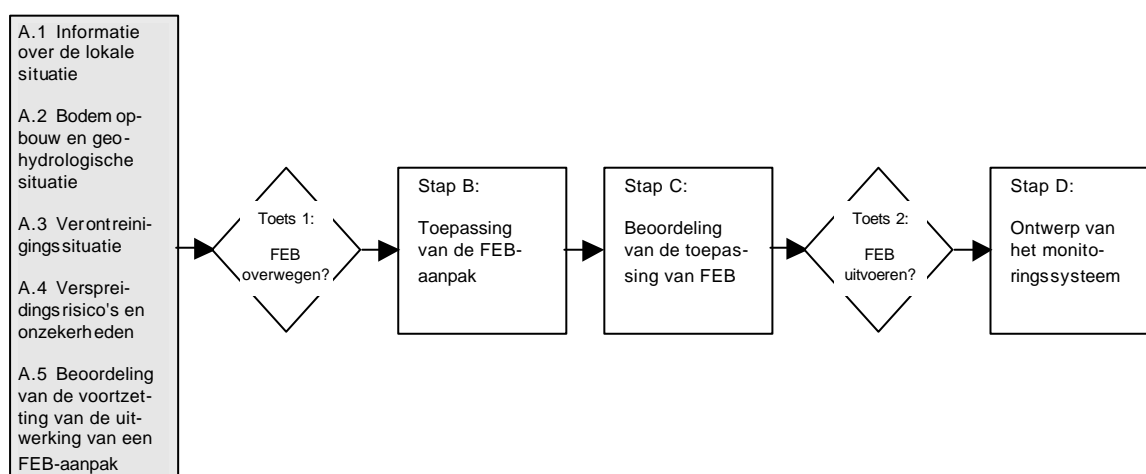 A.1 Informatie
over de lokale
situatie
A.2 Bodem op-
bouw en geo-
hydrologische
situatie
A.3 Verontreini-
gingssituatie
A.4 Versprei-
dingsrisico's en
onzekerheden
A.5 Beoordeling
van de voortzet-
ting van de uit-
werking van een
FEB-aanpak
Toets 1:
FEB
overwegen?
Stap B:
Toepassing
van de FEB-
aanpak
Stap C:
Beoordeling
van de toepas-
sing van FEB
Toets 2:
FEB
uitvoeren?
Stap D:
Ontwerp van
het monito-
ringssysteem